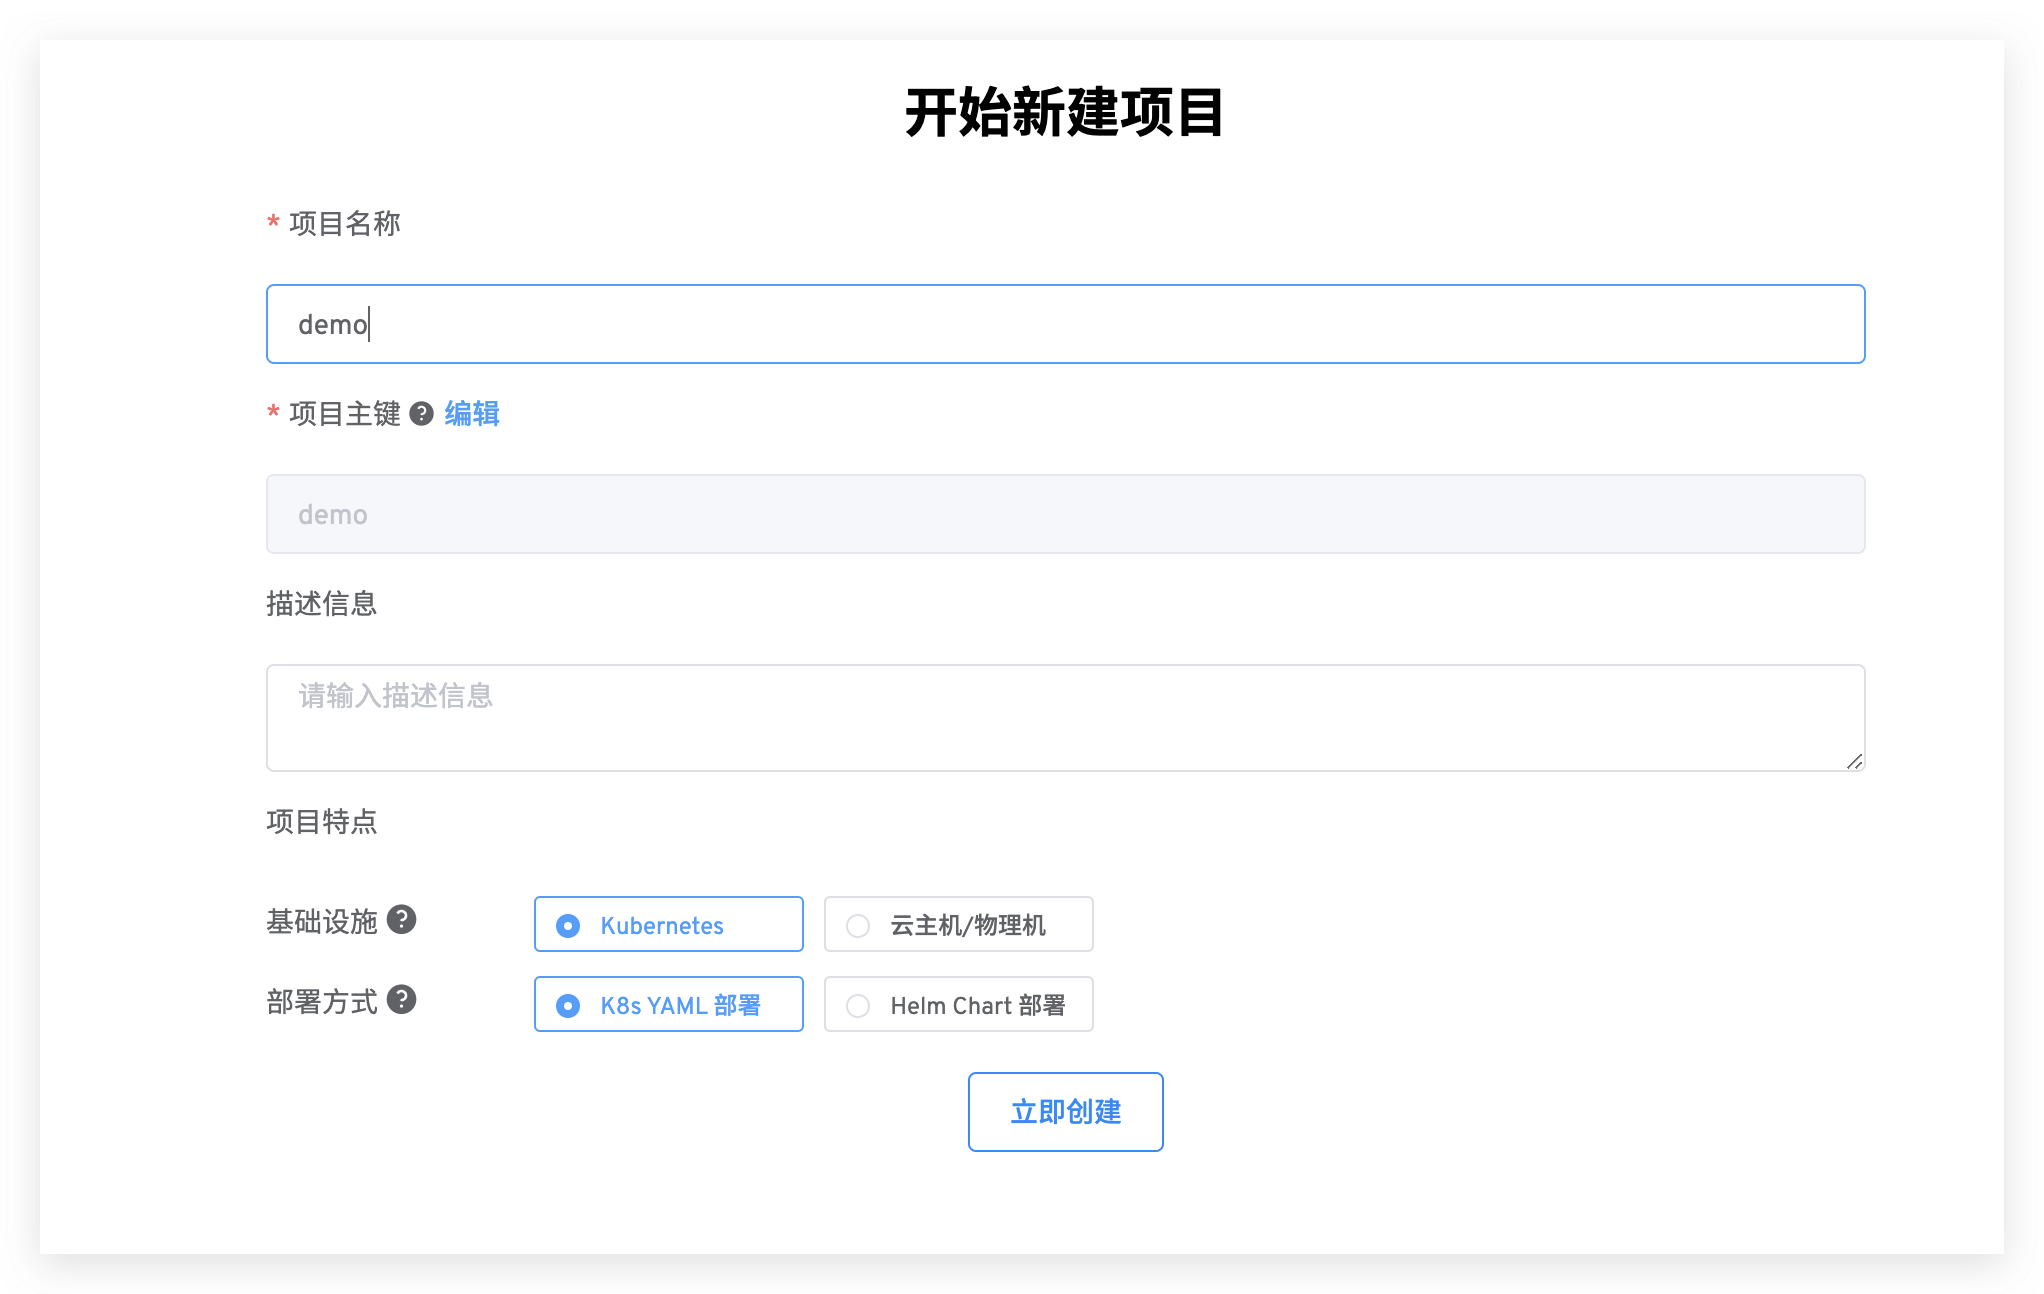 开始新建项目
* 项目名称
demo
* 项目主键 ? 编辑
demo
描述信息
请输入描述信息
项目特点
基础设施 ? Kubernetes 云主机/物理机
部署方式 ? K8s YAML 部署 Helm Chart 部署
立即创建